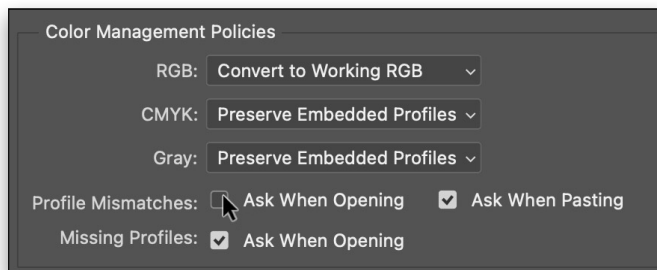 Color Management Policies
RGB: Convert to Working RGB
CMYK: Preserve Embedded Profiles
Gray: Preserve Embedded Profiles
Profile Mismatches: Ask When Opening Ask When Pasting
Missing Profiles: Ask When Opening